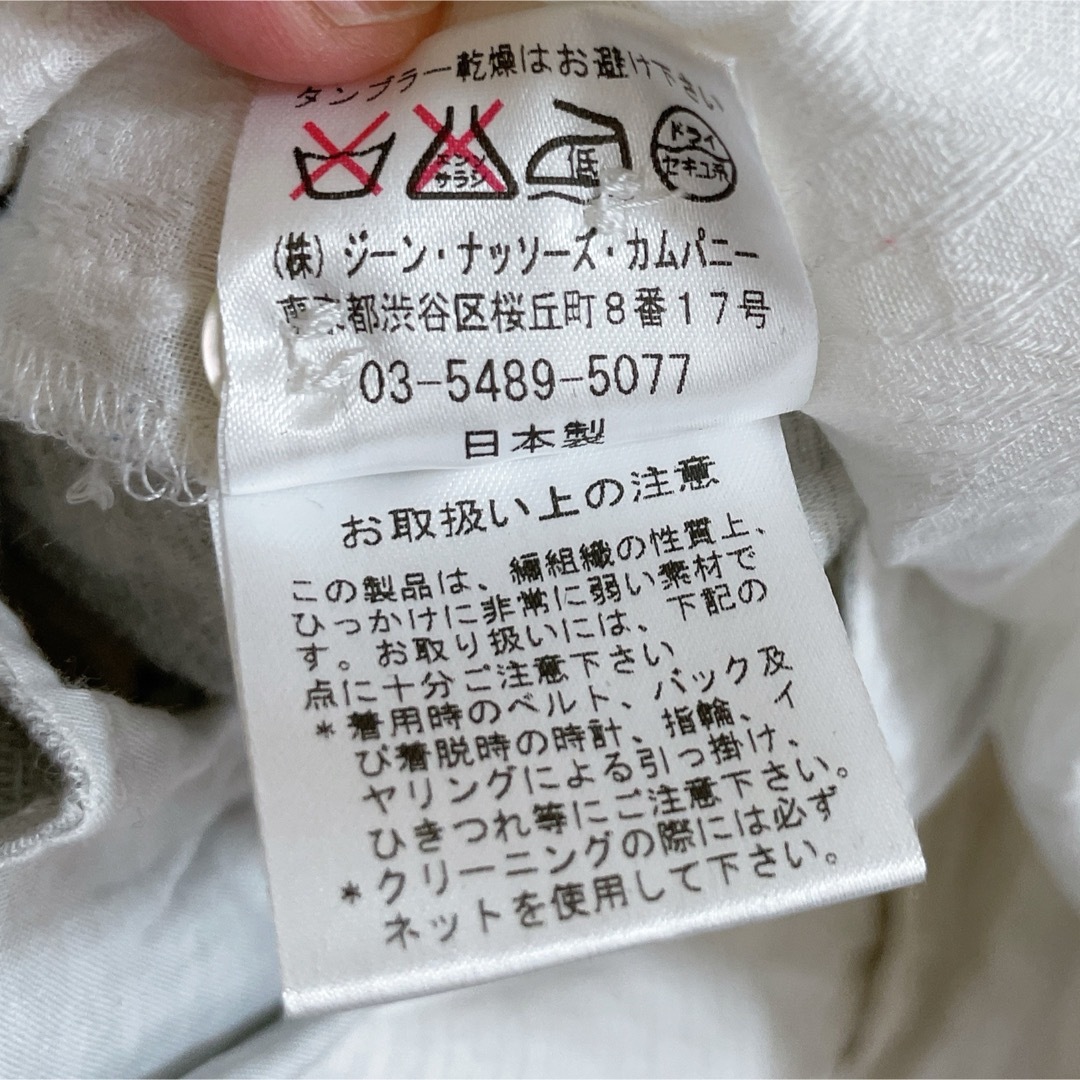 タンブラー乾燥はお避け下さい
エンソ
サラシ
低
ドライ
セキユ系
(株) ジーン・ナッソーズ・カムパニー
東京都渋谷区桜丘町8番17号
03-5489-5077
日本製
お取扱い上の注意
この製品は、編組織の性質上、
ひっかけに非常に弱い素材で
す。お取り扱いには、下記の
点に十分ご注意下さい
*着用時のベルト、バック及
び着脱時の時計、指輪、イ
ヤリングによる引っ掛け、
ひきつれ等にご注意下さい。
*クリーニングの際には必ず
ネットを使用して下さい。